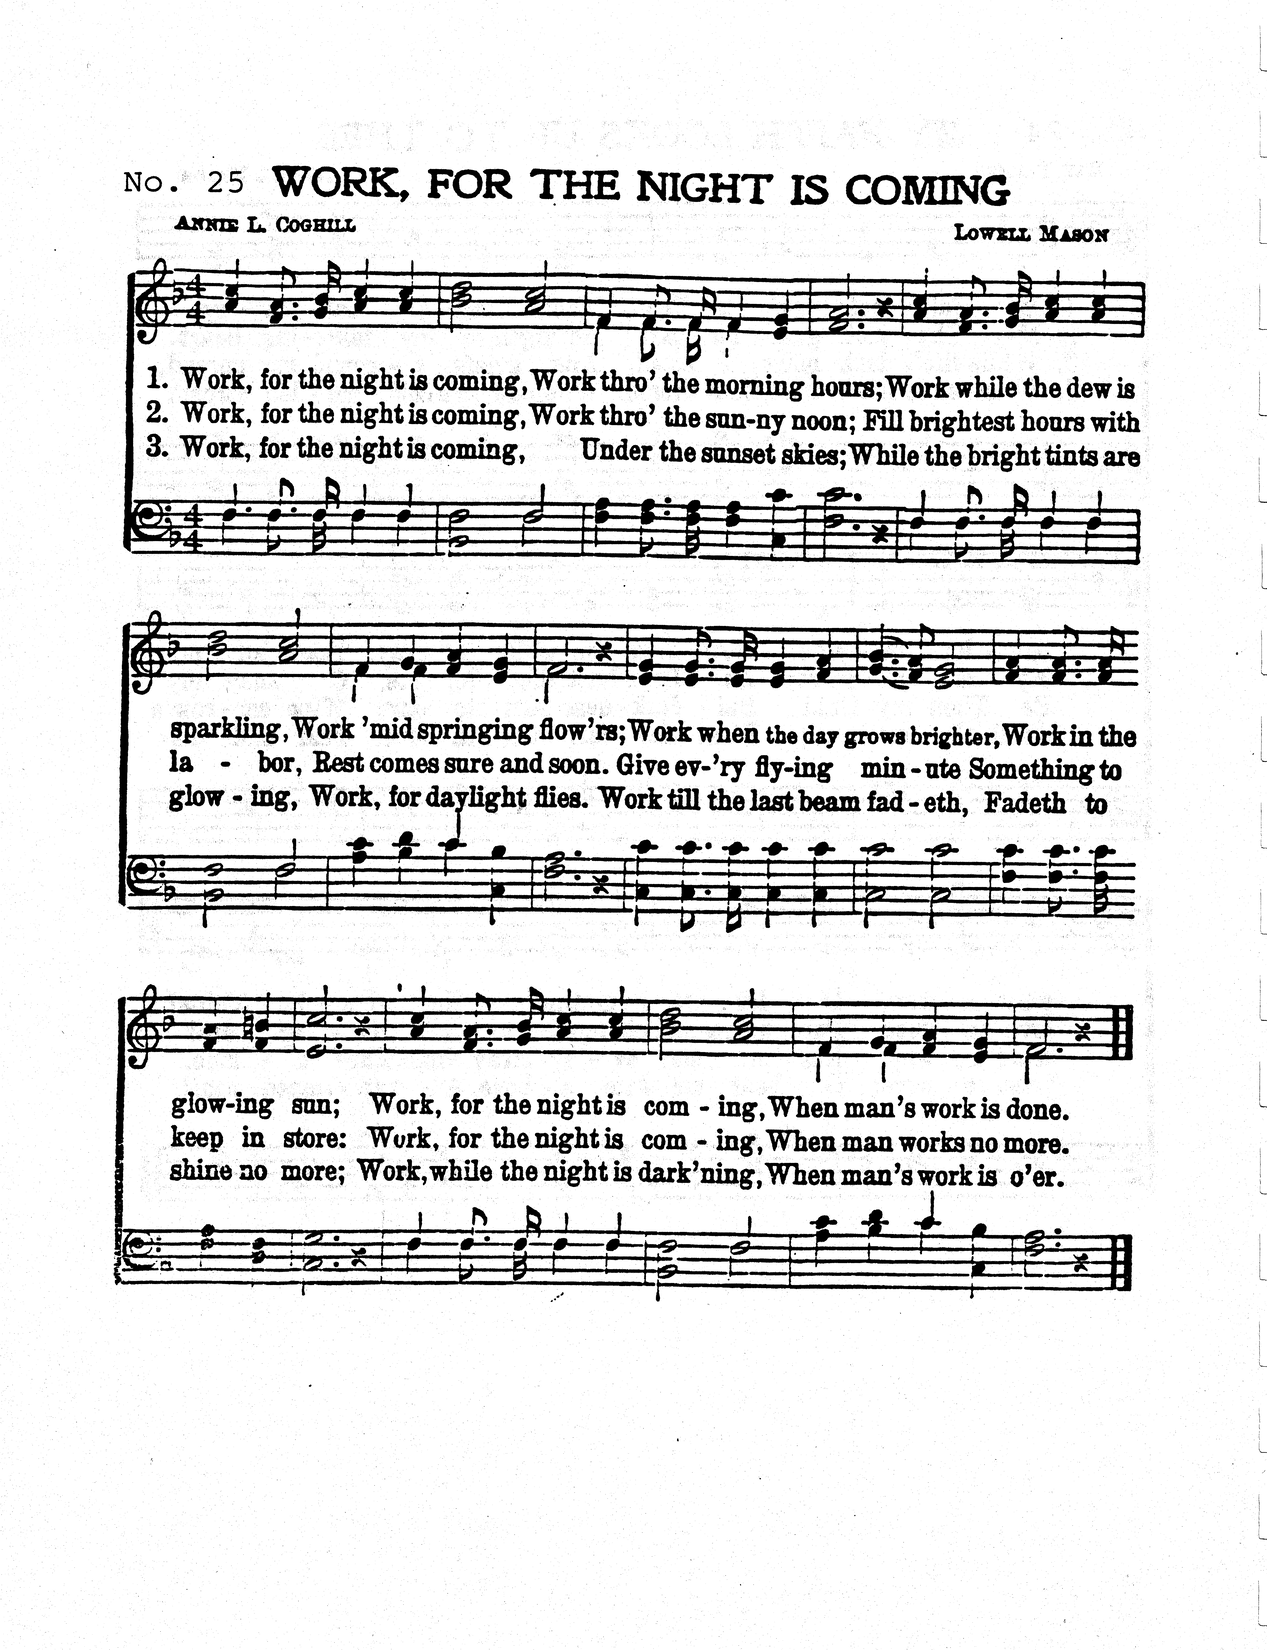 No. 25 WORK, FOR THE NIGHT IS COMING
ANNIE L. COGHILL
LOWELL MASON
1. Work, for the night is coming, Work thro' the morning hours; Work while the dew is
2. Work, for the night is coming, Work thro' the sun-ny noon; Fill brightest hours with
3. Work, for the night is coming, Under the sunset skies; While the bright tints are
sparkling, Work 'mid springing flow'rs; Work when the day grows brighter, Work in the
la - bor, Rest comes sure and soon. Give ev-'ry fly-ing min - ute Something to
glow - ing, Work, for daylight flies. Work till the last beam fad - eth, Fadeth to
glow-ing sun; Work, for the night is com - ing, When man's work is done.
keep in store: Work, for the night is com - ing, When man works no more.
shine no more; Work, while the night is dark'ning, When man's work is o'er.